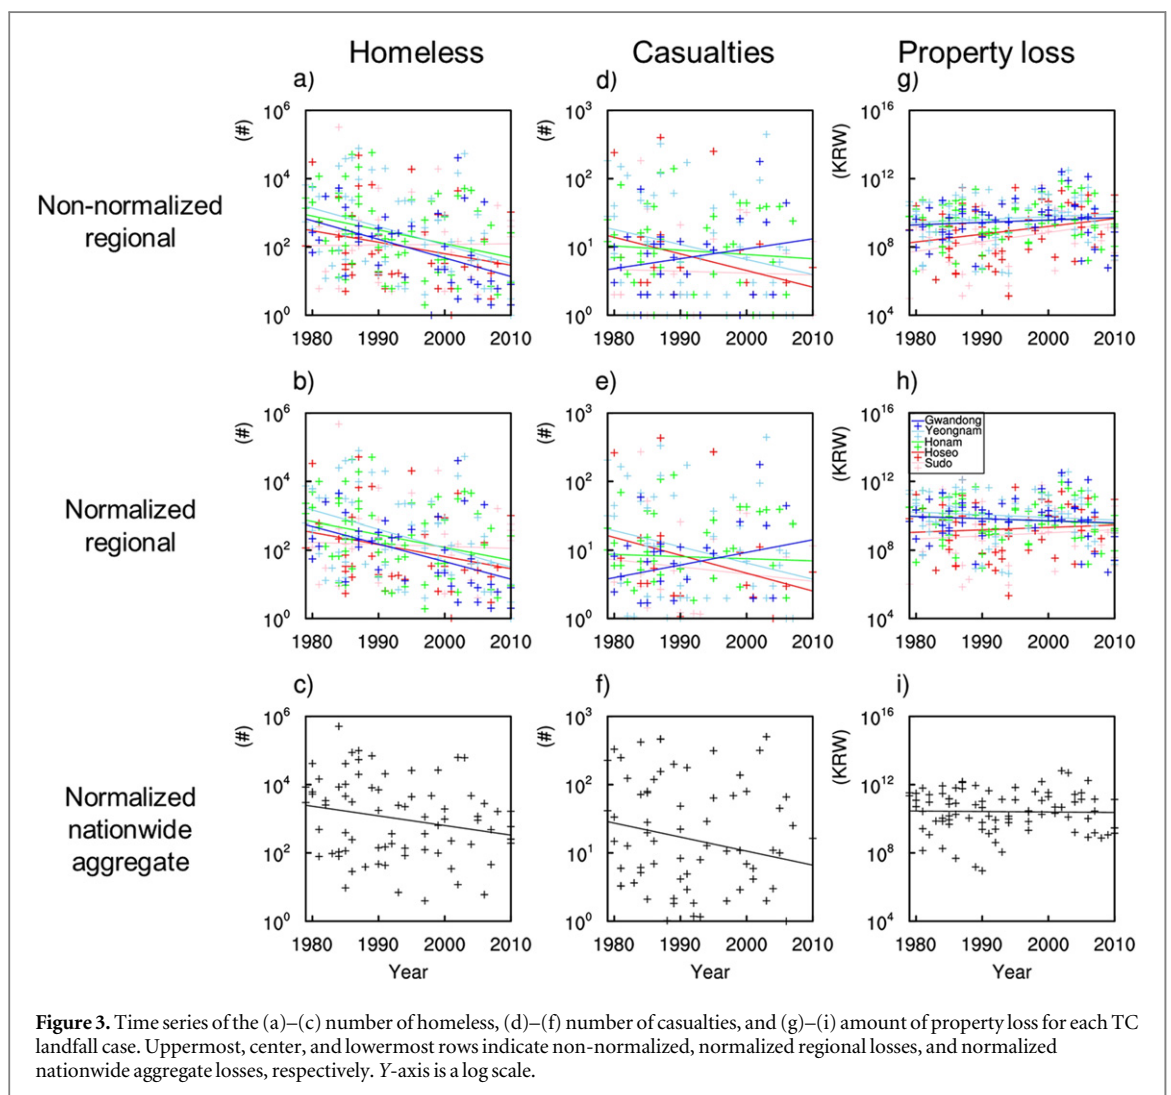 Homeless Casualties Property loss
a) d) g)
Non-normalized
regional
(#) (#) (KRW)
10⁶ 10³ 10¹⁶
10⁴ 10² 10¹²
10² 10¹ 10⁸
10⁰ 10⁰ 10⁴
1980 1990 2000 2010 1980 1990 2000 2010 1980 1990 2000 2010
b) e) h)
Normalized
regional
(#) (#) (KRW)
10⁶ 10³ 10¹⁶
Gwandong
Yeongnam
Honam
Hoseo
Sudo
10⁴ 10² 10¹²
10² 10¹ 10⁸
10⁰ 10⁰ 10⁴
1980 1990 2000 2010 1980 1990 2000 2010 1980 1990 2000 2010
c) f) i)
Normalized
nationwide
aggregate
(#) (#) (KRW)
10⁶ 10³ 10¹⁶
10⁴ 10² 10¹²
10² 10¹ 10⁸
10⁰ 10⁰ 10⁴
1980 1990 2000 2010 1980 1990 2000 2010 1980 1990 2000 2010
Year Year Year
Figure 3. Time series of the (a)–(c) number of homeless, (d)–(f) number of casualties, and (g)–(i) amount of property loss for each TC
landfall case. Uppermost, center, and lowermost rows indicate non-normalized, normalized regional losses, and normalized
nationwide aggregate losses, respectively. Y-axis is a log scale.